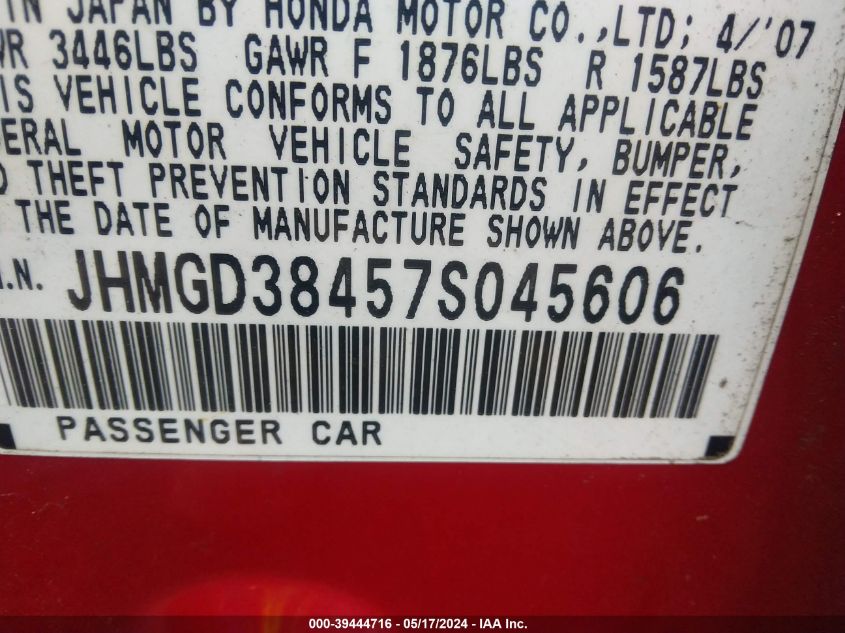 IN JAPAN BY HONDA MOTOR CO.,LTD; 4/'07
WR 3446LBS GAWR F 1876LBS R 1587LBS
IS VEHICLE CONFORMS TO ALL APPLICABLE
ERAL MOTOR VEHICLE SAFETY, BUMPER,
D THEFT PREVENTION STANDARDS IN EFFECT
THE DATE OF MANUFACTURE SHOWN ABOVE.
I.N. JHMGD38457S045606
PASSENGER CAR
000-39444716 - 05/17/2024 - IAA Inc.